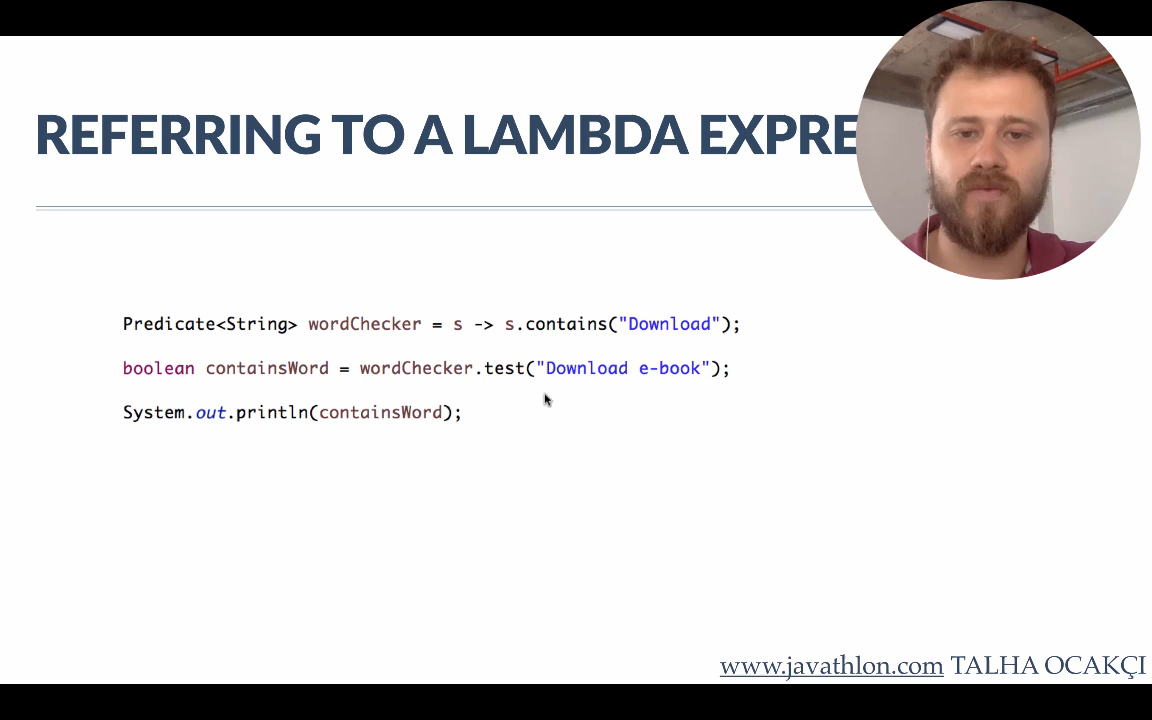 REFERRING TO A LAMBDA EXPRE
Predicate<String> wordChecker = s -> s.contains("Download");
boolean containsWord = wordChecker.test("Download e-book");
System.out.println(containsWord);
www.javathlon.com TALHA OCAKÇI